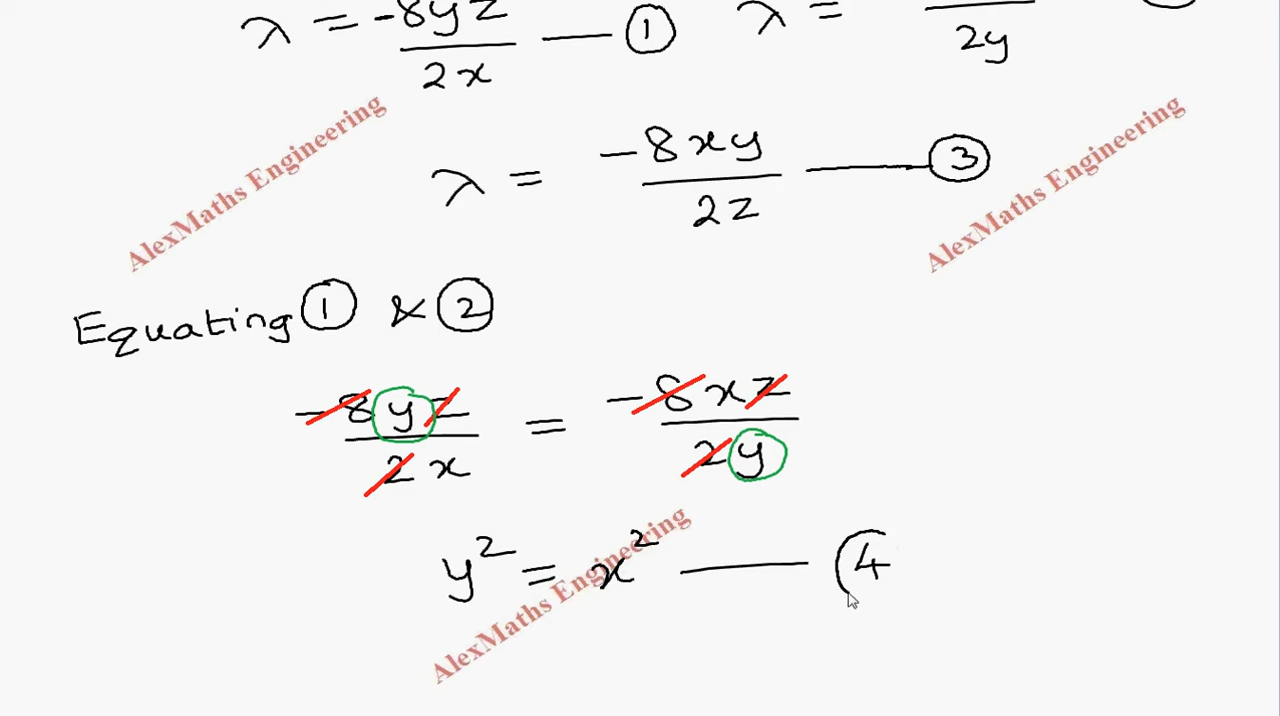 λ = -8yz / 2x — ① λ = / 2y
λ = -8xy / 2z — ③
AlexMaths Engineering
AlexMaths Engineering
Equating ① & ②
-8yz / 2x = -8xz / 2y
y² = x² — (4
AlexMaths Engineering